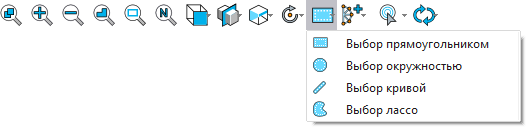 N
Выбор прямоугольником
Выбор окружностью
Выбор кривой
Выбор лассо